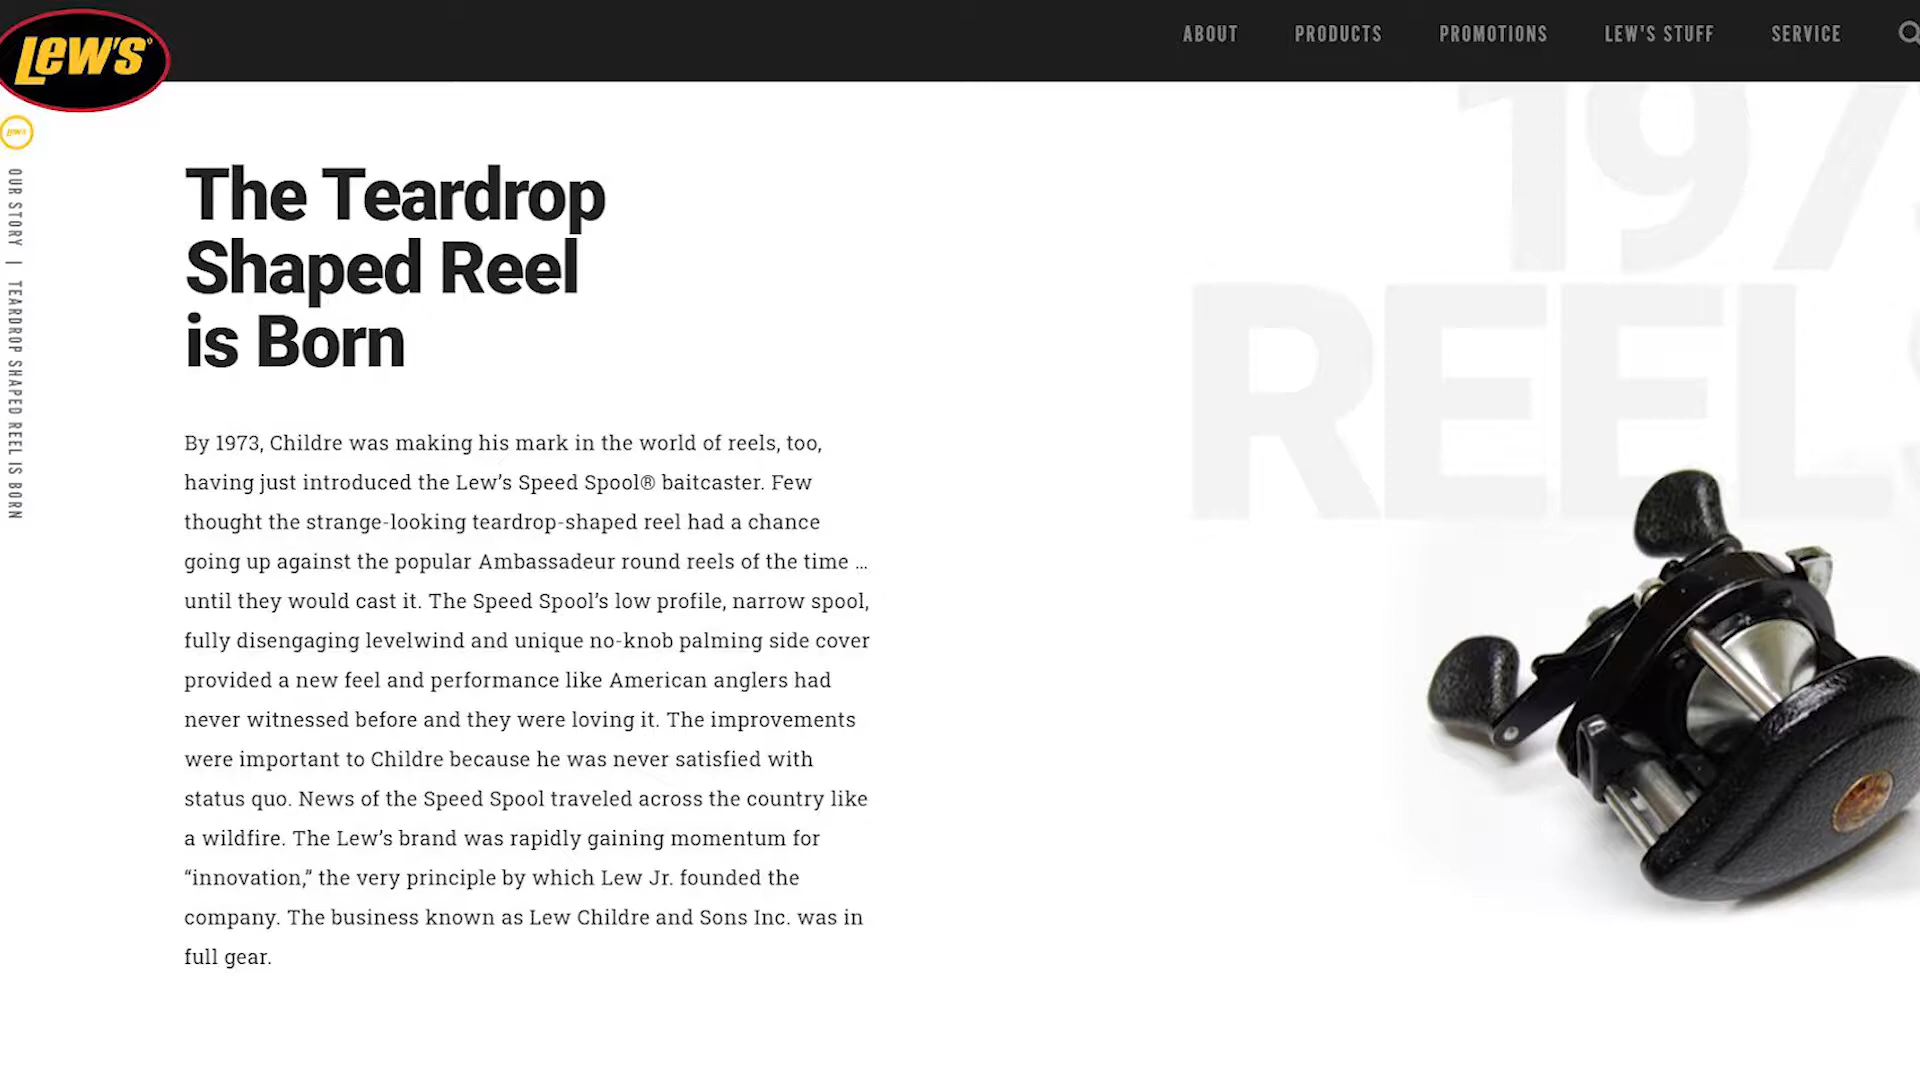 Lew's
ABOUT
PRODUCTS
PROMOTIONS
LEW'S STUFF
SERVICE
Lew's
OUR STORY | TEARDROP SHAPED REEL IS BORN
The Teardrop
Shaped Reel
is Born
By 1973, Childre was making his mark in the world of reels, too,
having just introduced the Lew’s Speed Spool® baitcaster. Few
thought the strange-looking teardrop-shaped reel had a chance
going up against the popular Ambassadeur round reels of the time ...
until they would cast it. The Speed Spool’s low profile, narrow spool,
fully disengaging levelwind and unique no-knob palming side cover
provided a new feel and performance like American anglers had
never witnessed before and they were loving it. The improvements
were important to Childre because he was never satisfied with
status quo. News of the Speed Spool traveled across the country like
a wildfire. The Lew’s brand was rapidly gaining momentum for
“innovation,” the very principle by which Lew Jr. founded the
company. The business known as Lew Childre and Sons Inc. was in
full gear.
197
REELS